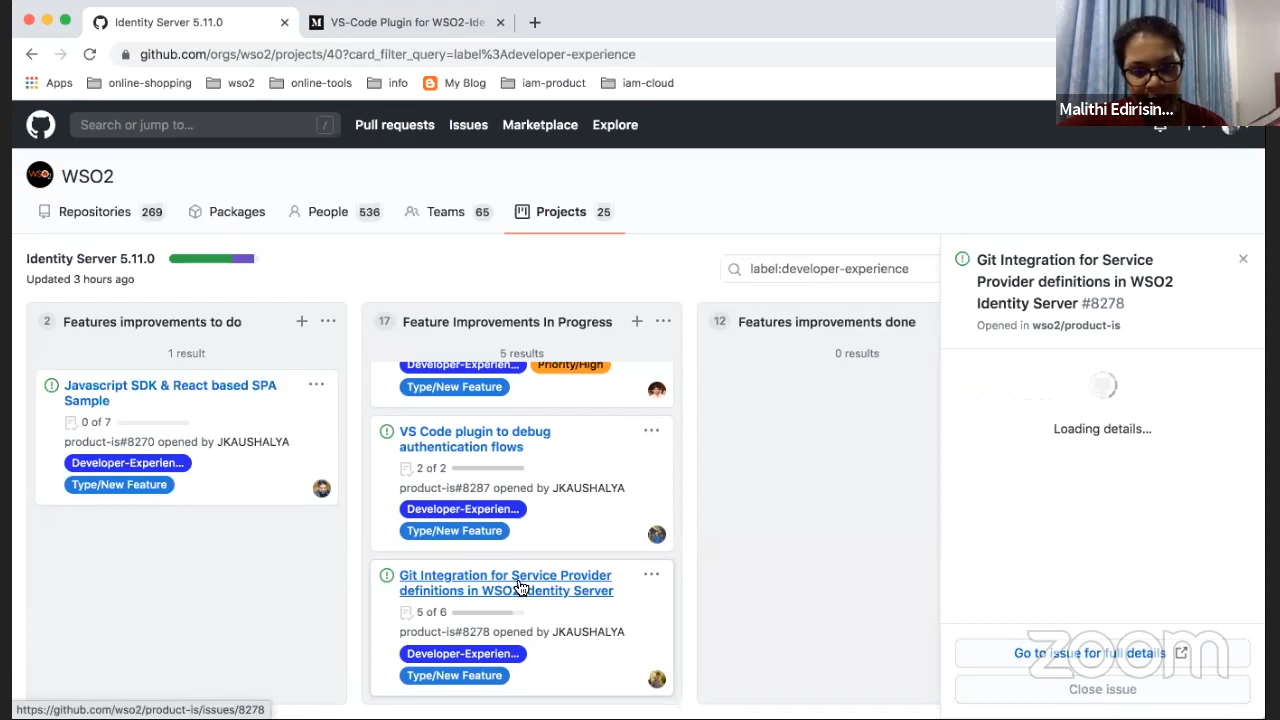 Identity Server 5.11.0
VS-Code Plugin for WSO2-Ide
github.com/orgs/wso2/projects/40?card_filter_query=label%3Adeveloper-experience
Apps
online-shopping
wso2
online-tools
info
My Blog
iam-product
iam-cloud
Malithi Edirisin...
Search or jump to...
/
Pull requests
Issues
Marketplace
Explore
WSO2
WSO2
Repositories 269
Packages
People 536
Teams 65
Projects 25
Identity Server 5.11.0
Updated 3 hours ago
label:developer-experience
2 Features improvements to do
1 result
Javascript SDK & React based SPA
Sample
0 of 7
product-is#8270 opened by JKAUSHALYA
Developer-Experien...
Type/New Feature
17 Feature Improvements In Progress
5 results
Developer-Experien... Priority/High
Type/New Feature
VS Code plugin to debug
authentication flows
2 of 2
product-is#8287 opened by JKAUSHALYA
Developer-Experien...
Type/New Feature
Git Integration for Service Provider
definitions in WSO2 Identity Server
5 of 6
product-is#8278 opened by JKAUSHALYA
Developer-Experien...
Type/New Feature
12 Features improvements done
0 results
Git Integration for Service
Provider definitions in WSO2
Identity Server #8278
Opened in wso2/product-is
Loading details...
Go to issue for full details
zoom
Close issue
https://github.com/wso2/product-is/issues/8278